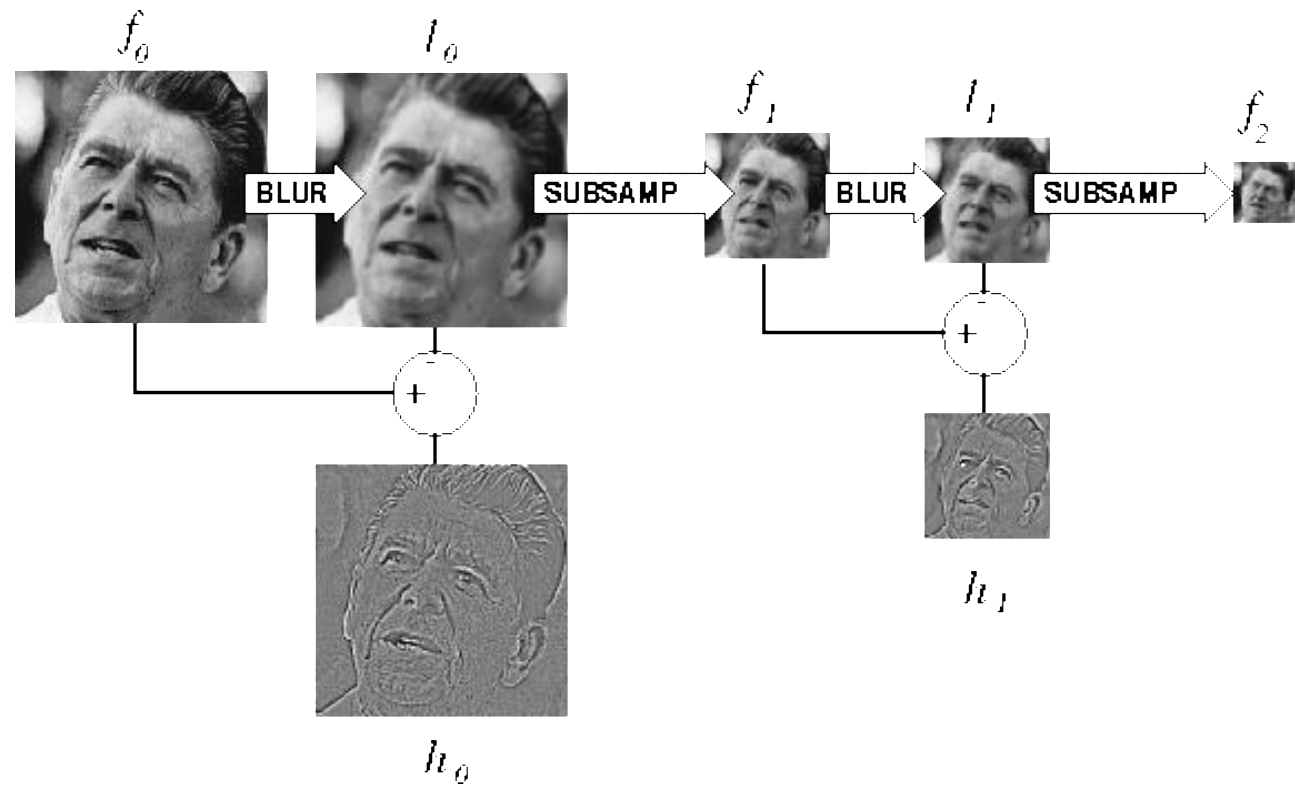 f₀ l₀
f₁ l₁ f₂
BLUR SUBSAMP BLUR SUBSAMP
- 
+
-
+
h₁
h₀